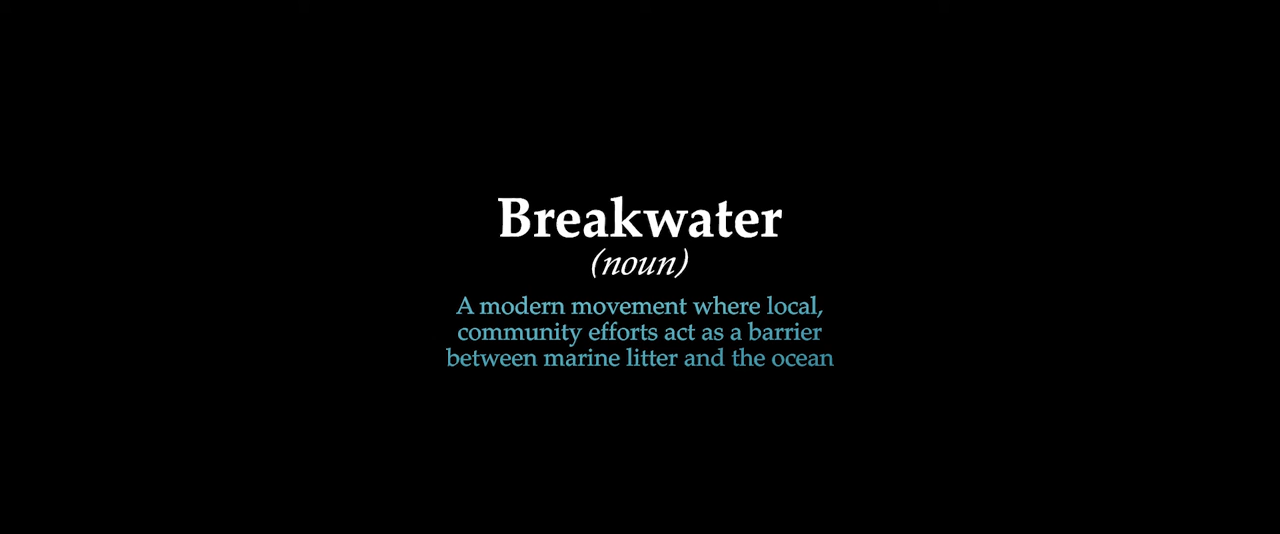 Breakwater
(noun)
A modern movement where local,
community efforts act as a barrier
between marine litter and the ocean